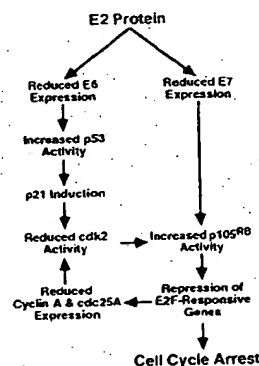 E2 Protein
Reduced E6
Expression
Reduced E7
Expression
Increased p53
Activity
p21 Induction
Reduced cdk2
Activity
Increased p105RB
Activity
Reduced
Cyclin A & cdc25A
Expression
Repression of
E2F-Responsive
Genes
Cell Cycle Arrest